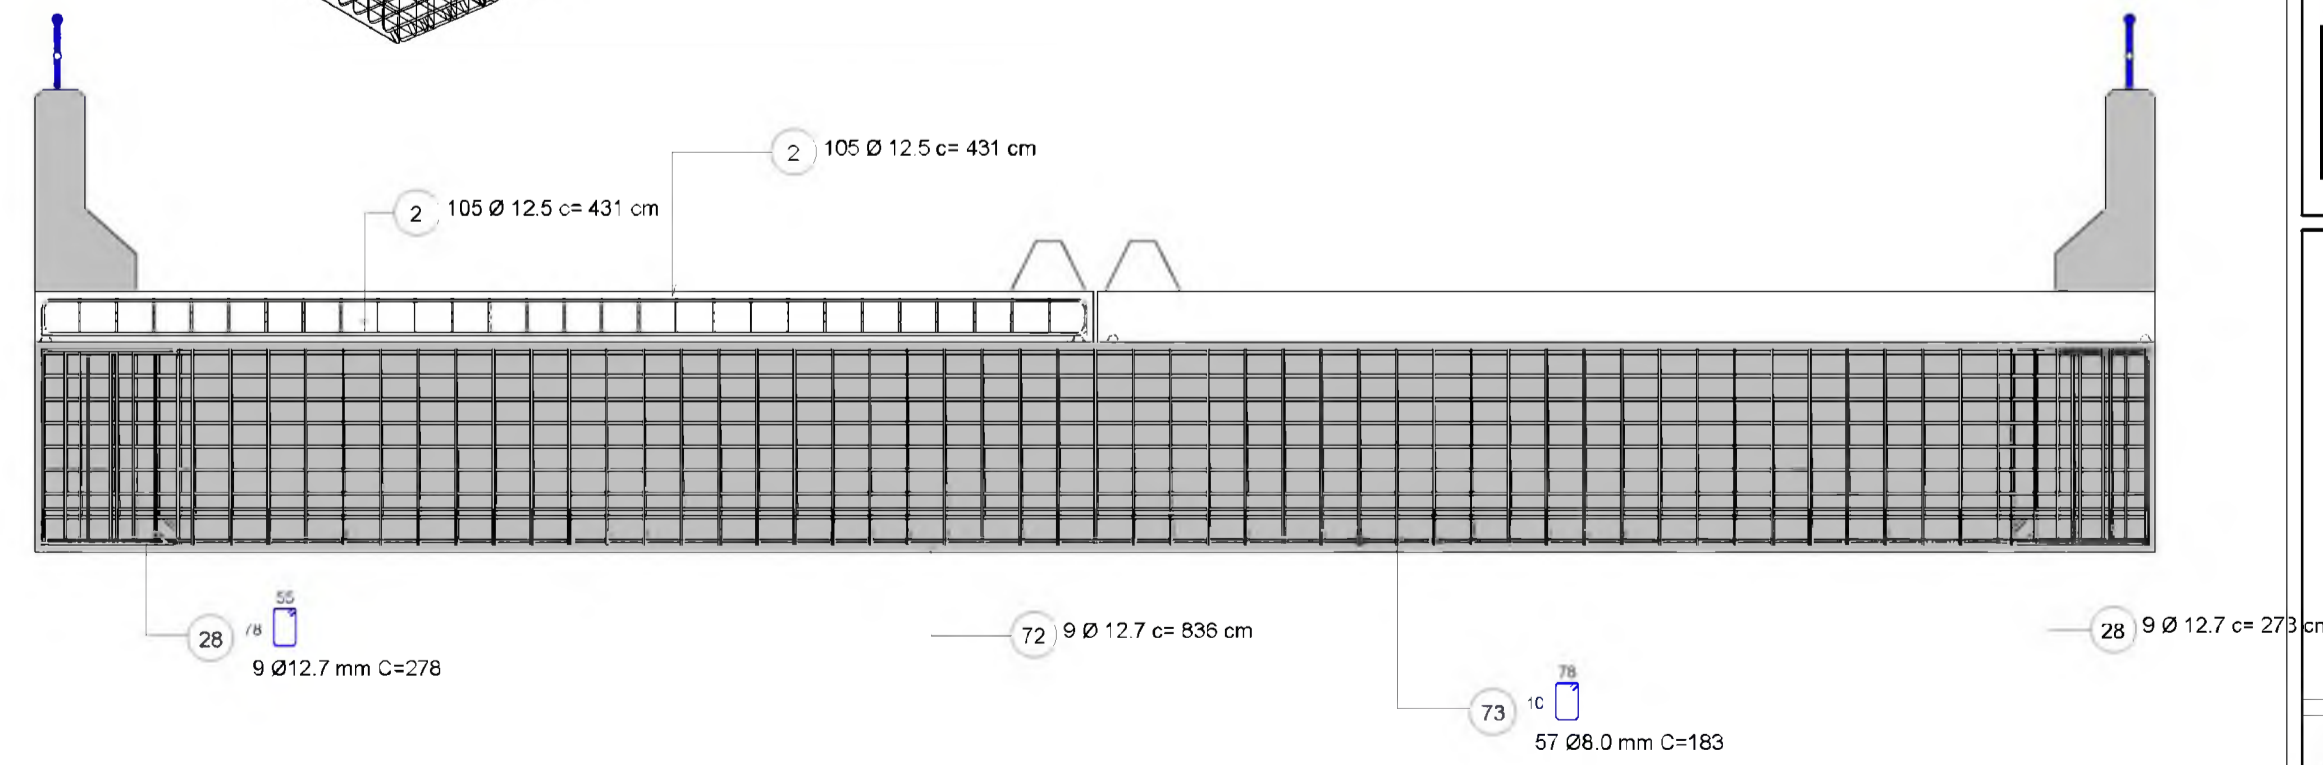 2 105 Ø 12.5 c= 431 cm
2 105 Ø 12.5 c= 431 cm
55
28 78
9 Ø12.7 mm C=278
72 9 Ø 12.7 c= 836 cm
28 9 Ø 12.7 c= 273 cm
78
73 10
57 Ø8.0 mm C=183